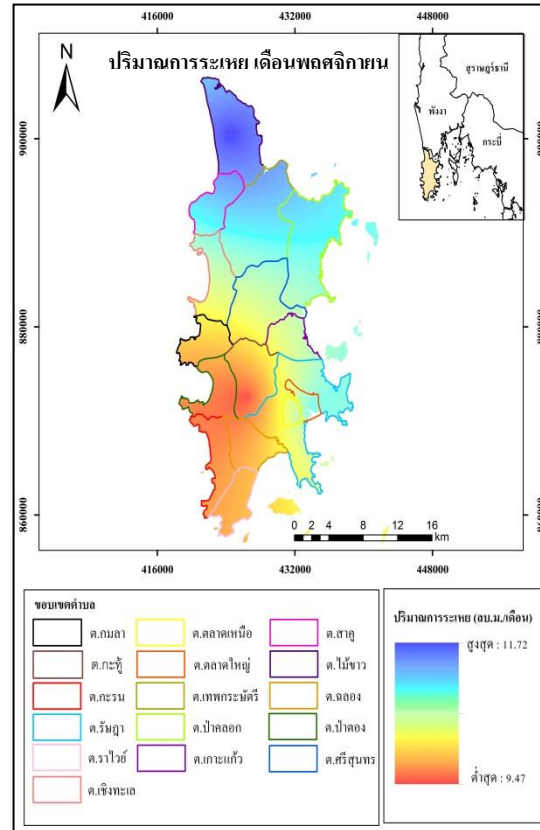 416000 432000 448000
N
ปริมาณการระเหย เดือนพฤศจิกายน
สุราษฎร์ธานี
พังงา
กระบี่
900000 900000
880000 880000
860000 860000
0 2 4 8 12 16
km
416000 432000 448000
ขอบเขตตำบล
ต.กมลา ต.ตลาดเหนือ ต.สาคู
ต.กะทู้ ต.ตลาดใหญ่ ต.ไม้ขาว
ต.กะรน ต.เทพกระษัตรี ต.ฉลอง
ต.รัษฎา ต.ป่าคลอก ต.ป่าตอง
ต.ราไวย์ ต.เกาะแก้ว ต.ศรีสุนทร
ต.เชิงทะเล
ปริมาณการระเหย (ลบ.ม./เดือน)
สูงสุด : 11.72
ต่ำสุด : 9.47